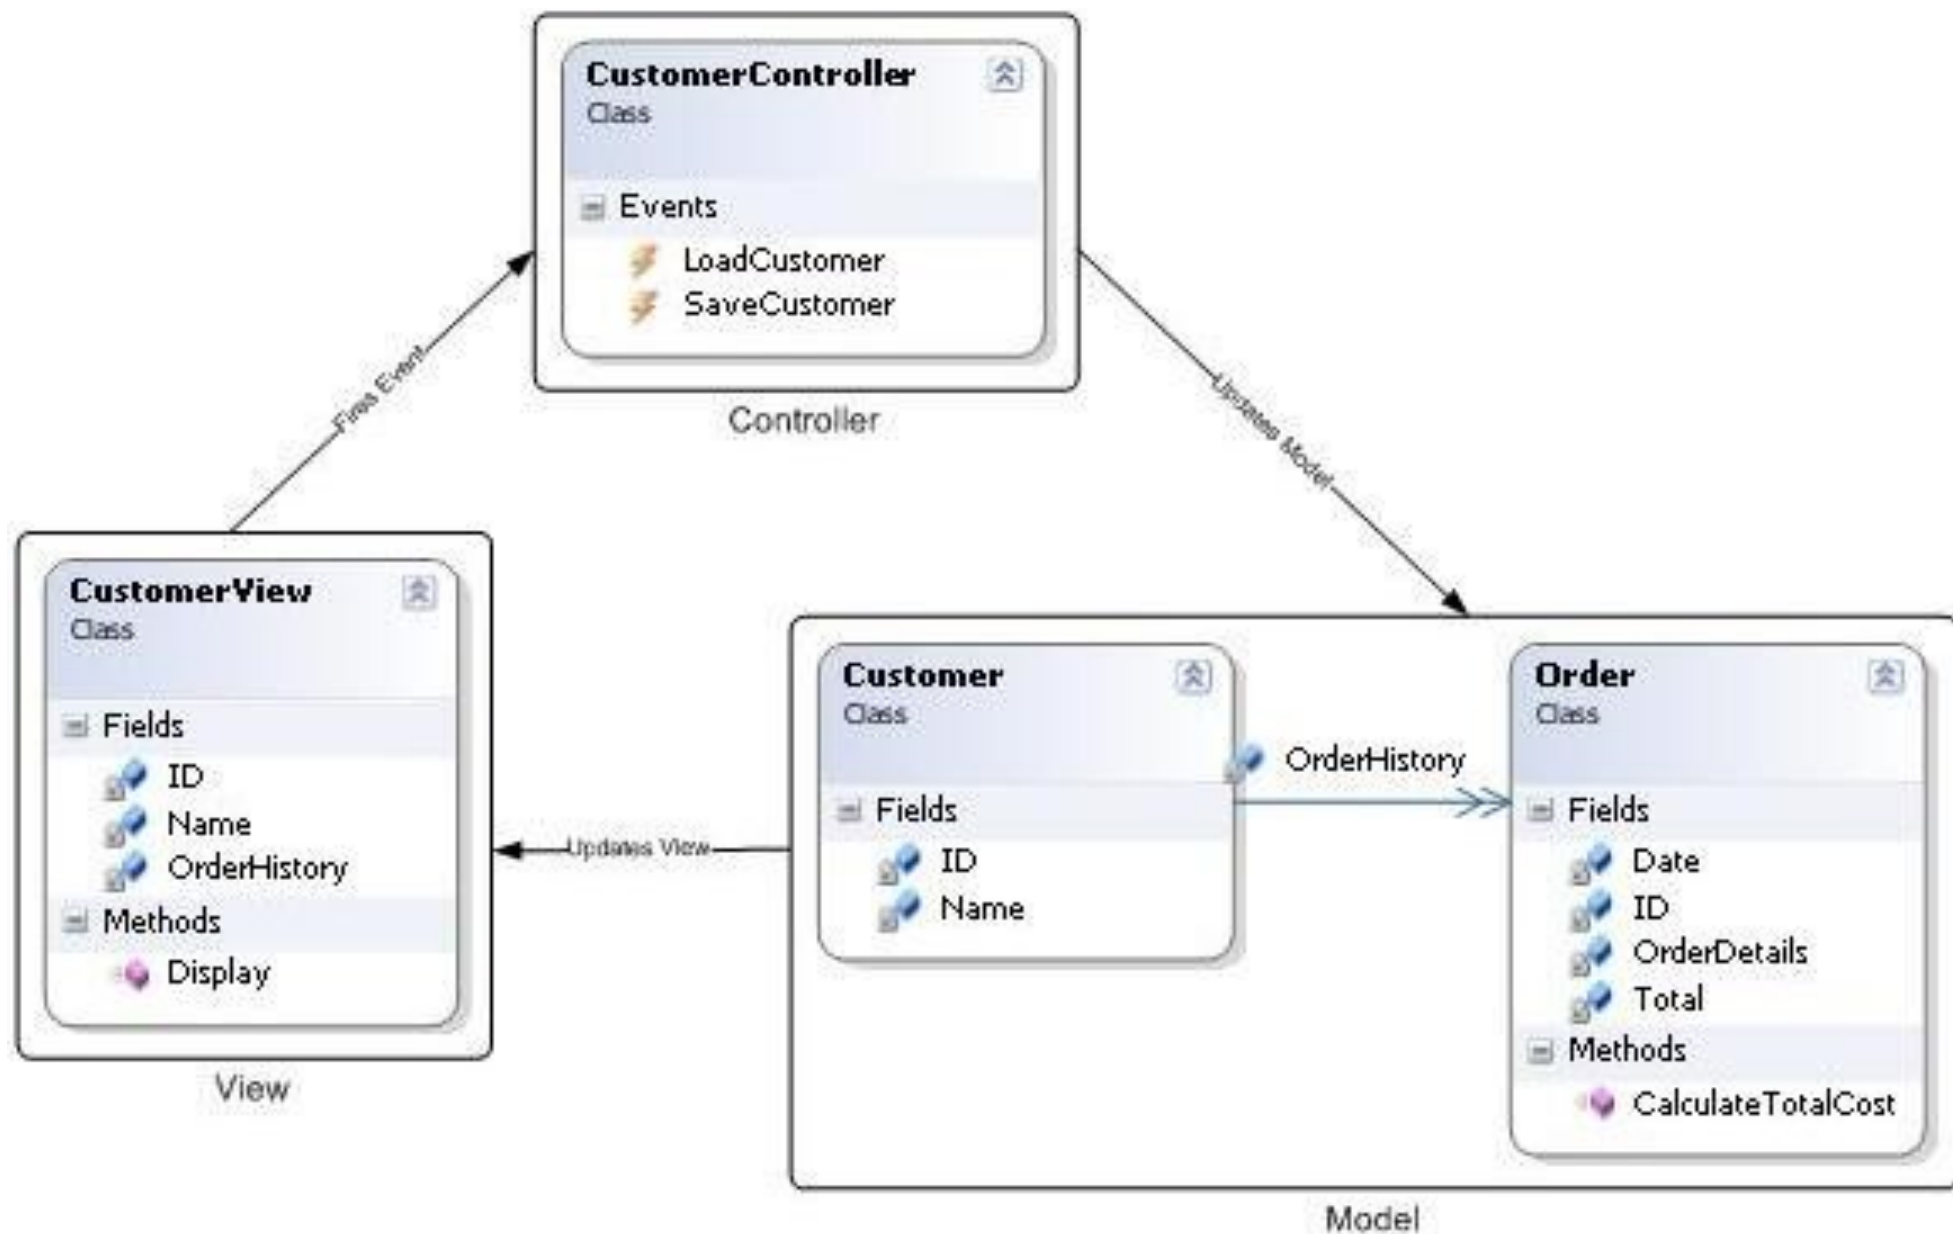 CustomerController
Class
Events
LoadCustomer
SaveCustomer
Controller
Fires Event
Updates Model
CustomerView
Class
Fields
ID
Name
OrderHistory
Methods
Display
View
Updates View
Customer
Class
Fields
ID
Name
OrderHistory
Order
Class
Fields
Date
ID
OrderDetails
Total
Methods
CalculateTotalCost
Model